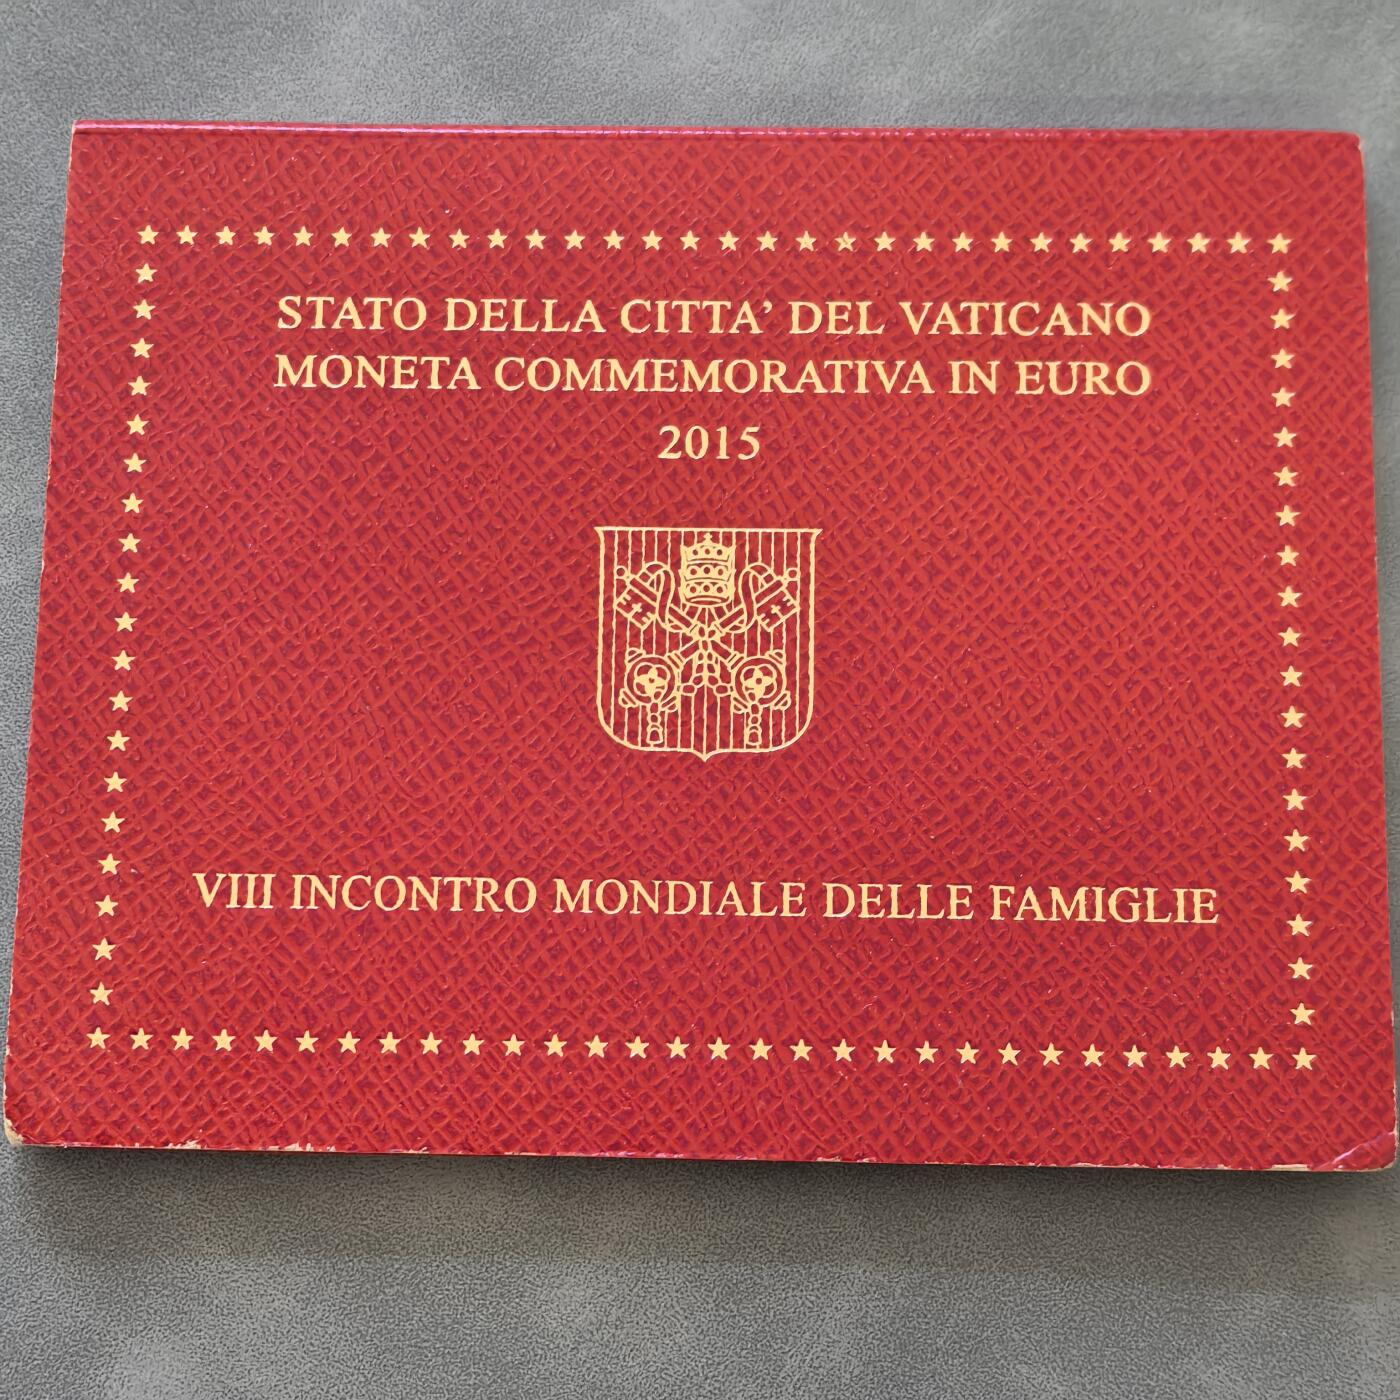 STATO DELLA CITTA' DEL VATICANO
MONETA COMMEMORATIVA IN EURO
2015
VIII INCONTRO MONDIALE DELLE FAMIGLIE